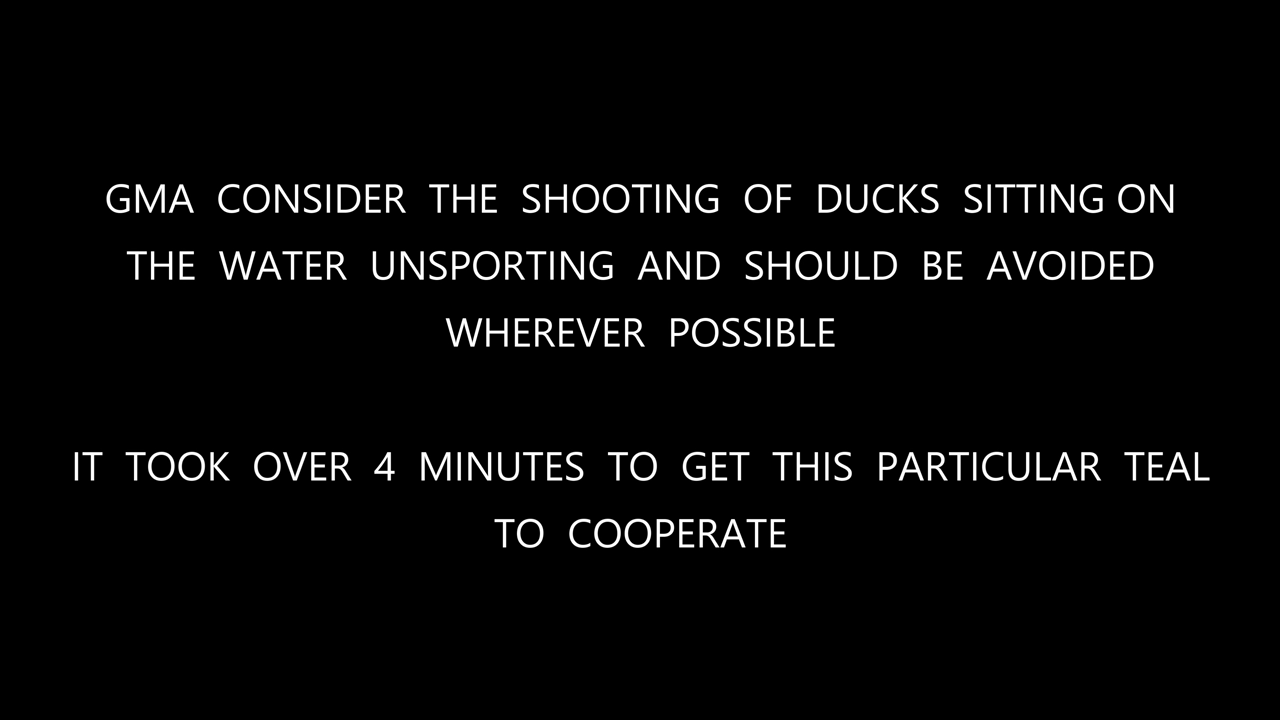 GMA CONSIDER THE SHOOTING OF DUCKS SITTING ON
THE WATER UNSPORTING AND SHOULD BE AVOIDED
WHEREVER POSSIBLE
IT TOOK OVER 4 MINUTES TO GET THIS PARTICULAR TEAL
TO COOPERATE